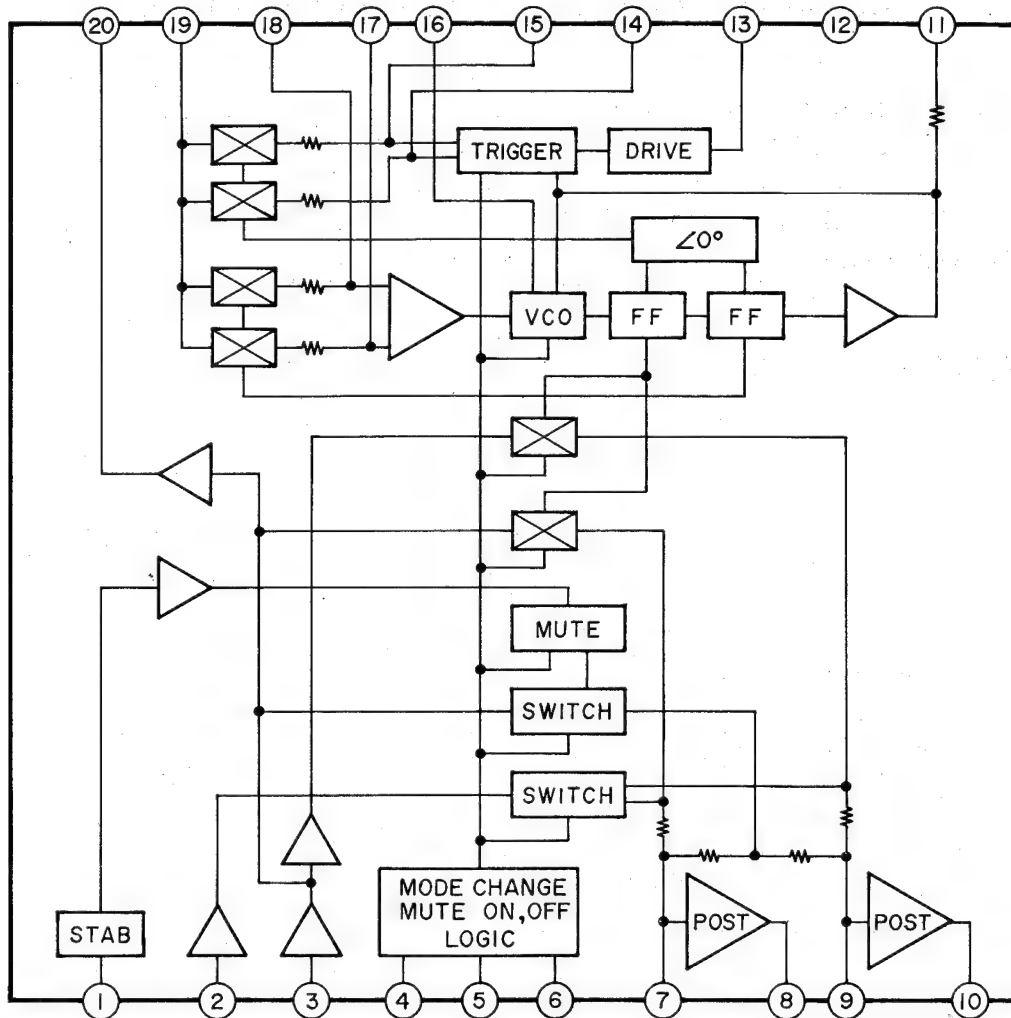 20 19 18 17 16 15 14 13 12 11
TRIGGER DRIVE
∠0°
VCO FF FF
MUTE
SWITCH
SWITCH
MODE CHANGE
MUTE ON, OFF
LOGIC
STAB POST POST
1 2 3 4 5 6 7 8 9 10